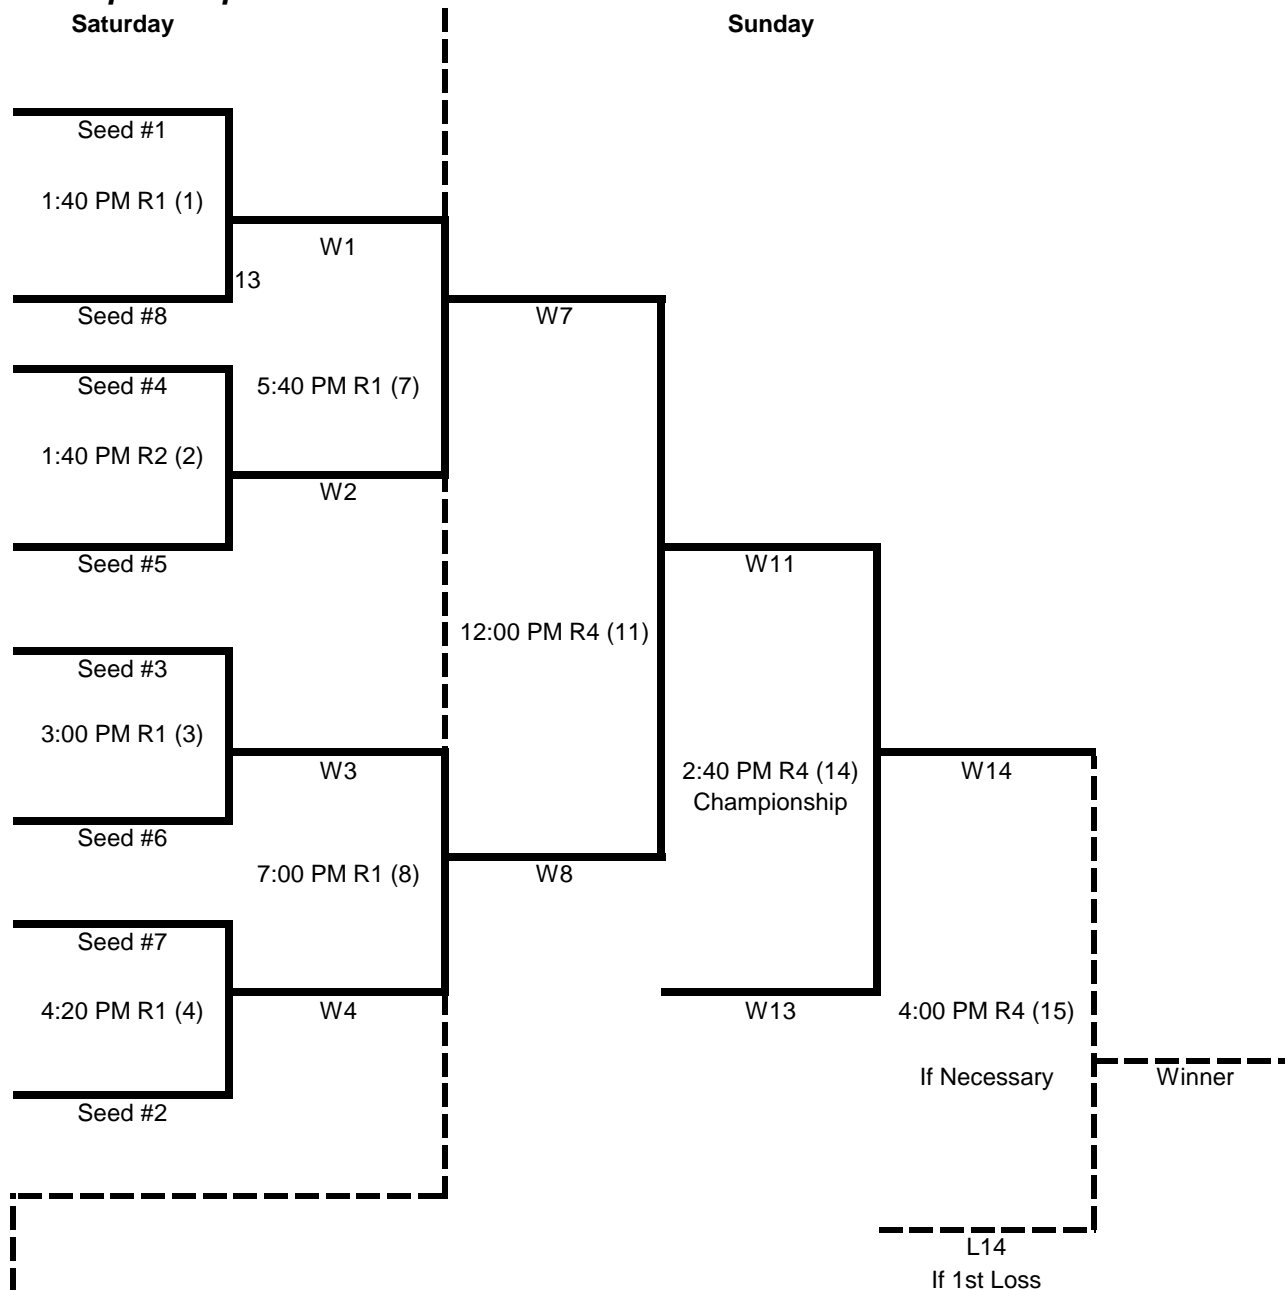 Saturday
Sunday
Seed #1
1:40 PM R1 (1)
W1
13
Seed #8
W7
Seed #4
5:40 PM R1 (7)
1:40 PM R2 (2)
W2
Seed #5
W11
12:00 PM R4 (11)
Seed #3
3:00 PM R1 (3)
W3
2:40 PM R4 (14)
Championship
W14
Seed #6
7:00 PM R1 (8)
W8
Seed #7
4:20 PM R1 (4)
W4
W13
4:00 PM R4 (15)
If Necessary
Winner
Seed #2
L14
If 1st Loss